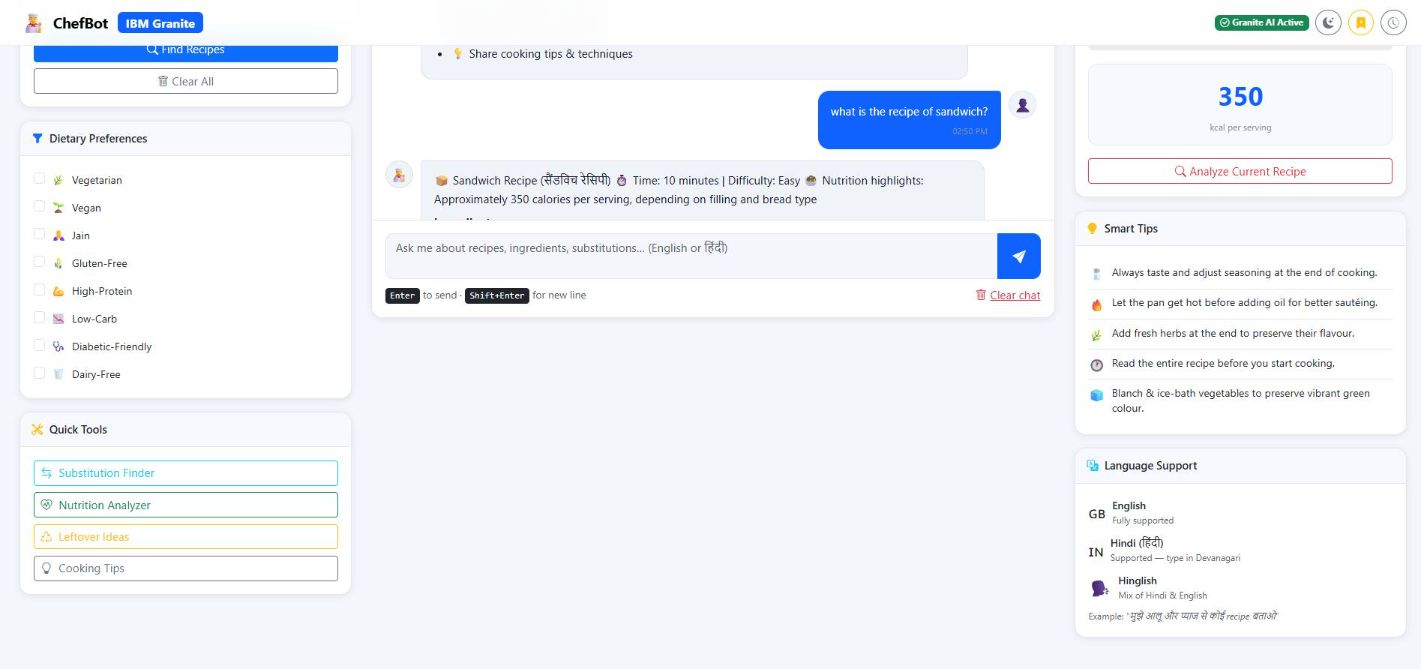 ChefBot IBM Granite
Granite AI Active
Find Recipes
Clear All
Dietary Preferences
Vegetarian
Vegan
Jain
Gluten-Free
High-Protein
Low-Carb
Diabetic-Friendly
Dairy-Free
Quick Tools
Substitution Finder
Nutrition Analyzer
Leftover Ideas
Cooking Tips
• Share cooking tips & techniques
what is the recipe of sandwich?
02:50 PM
Sandwich Recipe (सैंडविच रेसिपी) Time: 10 minutes | Difficulty: Easy Nutrition highlights:
Approximately 350 calories per serving, depending on filling and bread type
Ask me about recipes, ingredients, substitutions... (English or हिंदी)
Enter to send · Shift+Enter for new line
Clear chat
350
kcal per serving
Analyze Current Recipe
Smart Tips
Always taste and adjust seasoning at the end of cooking.
Let the pan get hot before adding oil for better sautéing.
Add fresh herbs at the end to preserve their flavour.
Read the entire recipe before you start cooking.
Blanch & ice-bath vegetables to preserve vibrant green
colour.
Language Support
GB English
Fully supported
IN Hindi (हिंदी)
Supported — type in Devanagari
Hinglish
Mix of Hindi & English
Example: "मुझे आलू और प्याज से कोई recipe बताओ"